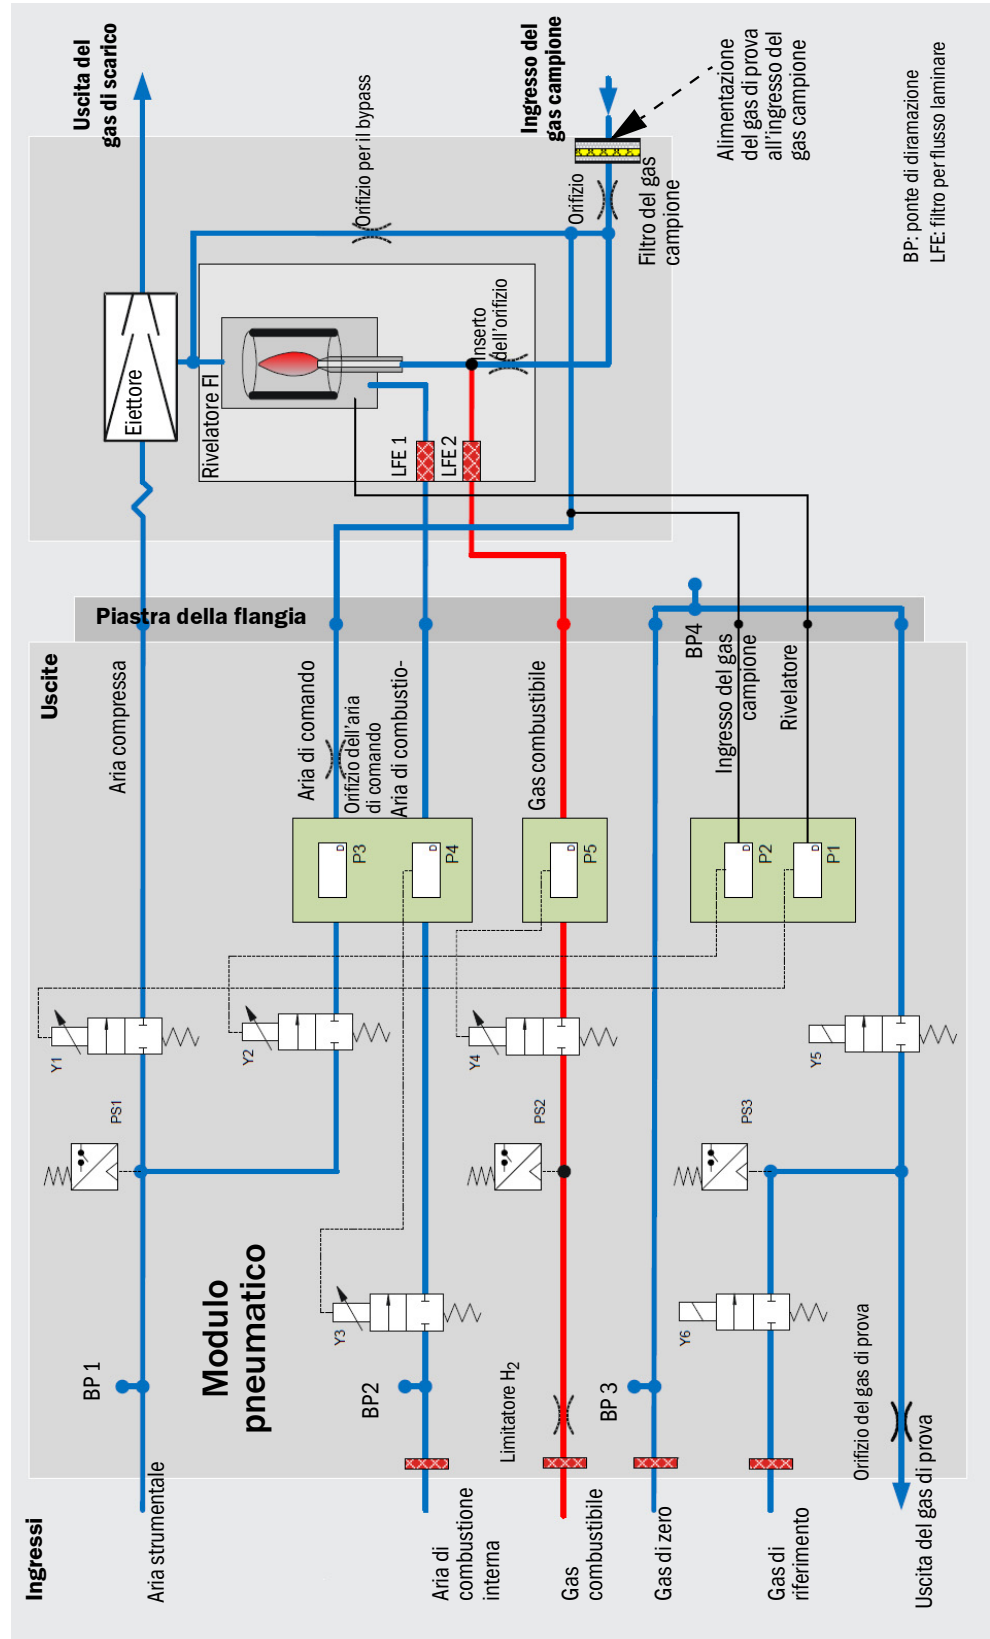 Uscita del
gas di scarico
Ingresso del
gas campione
Alimentazione
del gas di prova
all'ingresso del
gas campione
Orifizio per il bypass
Orifizio
Filtro del gas
campione
BP: ponte di diramazione
LFE: filtro per flusso laminare
Eiettore
Rivelatore FI
Inserto
dell'orifizio
LFE 1
LFE 2
Piastra della flangia
Uscite
Aria compressa
Aria di comando
Orifizio dell'aria
di comando
Aria di combustio-
Gas combustibile
BP4
Ingresso del gas
campione
Rivelatore
P3
P4
P5
P2
P1
D
D
D
D
D
Y1
Y2
Y4
Y5
PS1
PS2
PS3
Y3
Y6
Modulo
pneumatico
BP 1
BP2
Limitatore H2
BP 3
Orifizio del gas di prova
Ingressi
Aria strumentale
Aria di
combustione
interna
Gas
combustibile
Gas di zero
Gas di
riferimento
Uscita del gas di prova